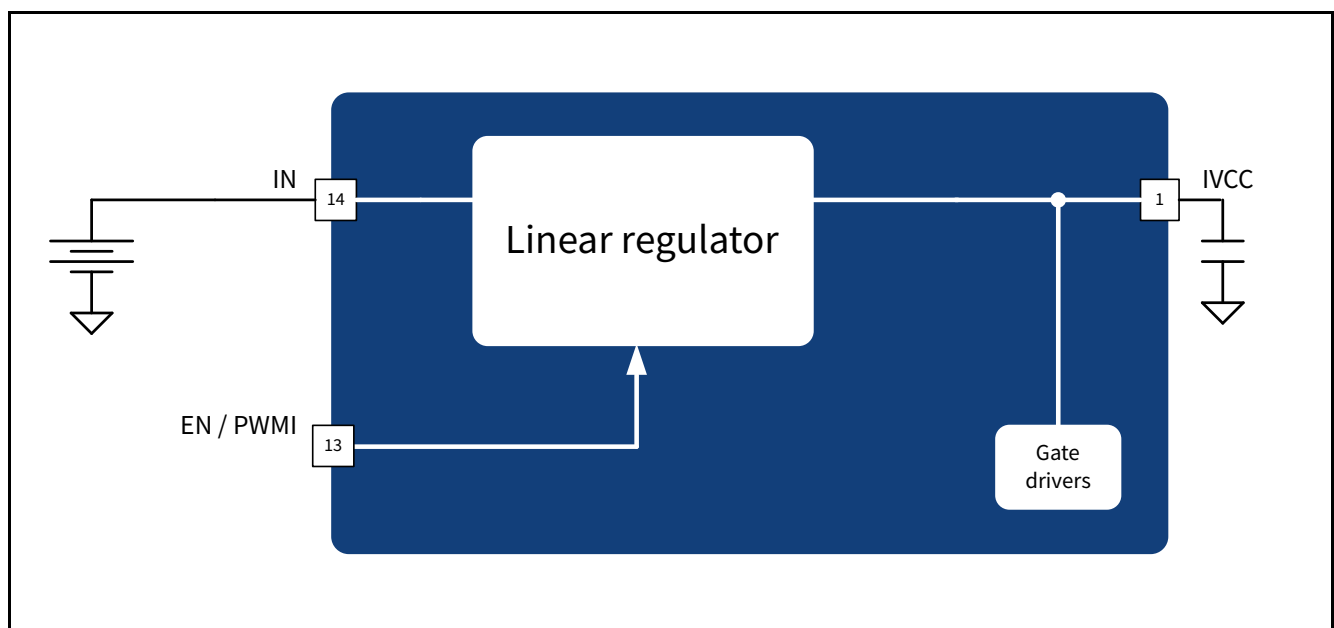 IN
14
Linear regulator
1
IVCC
EN / PWMI
13
Gate
drivers